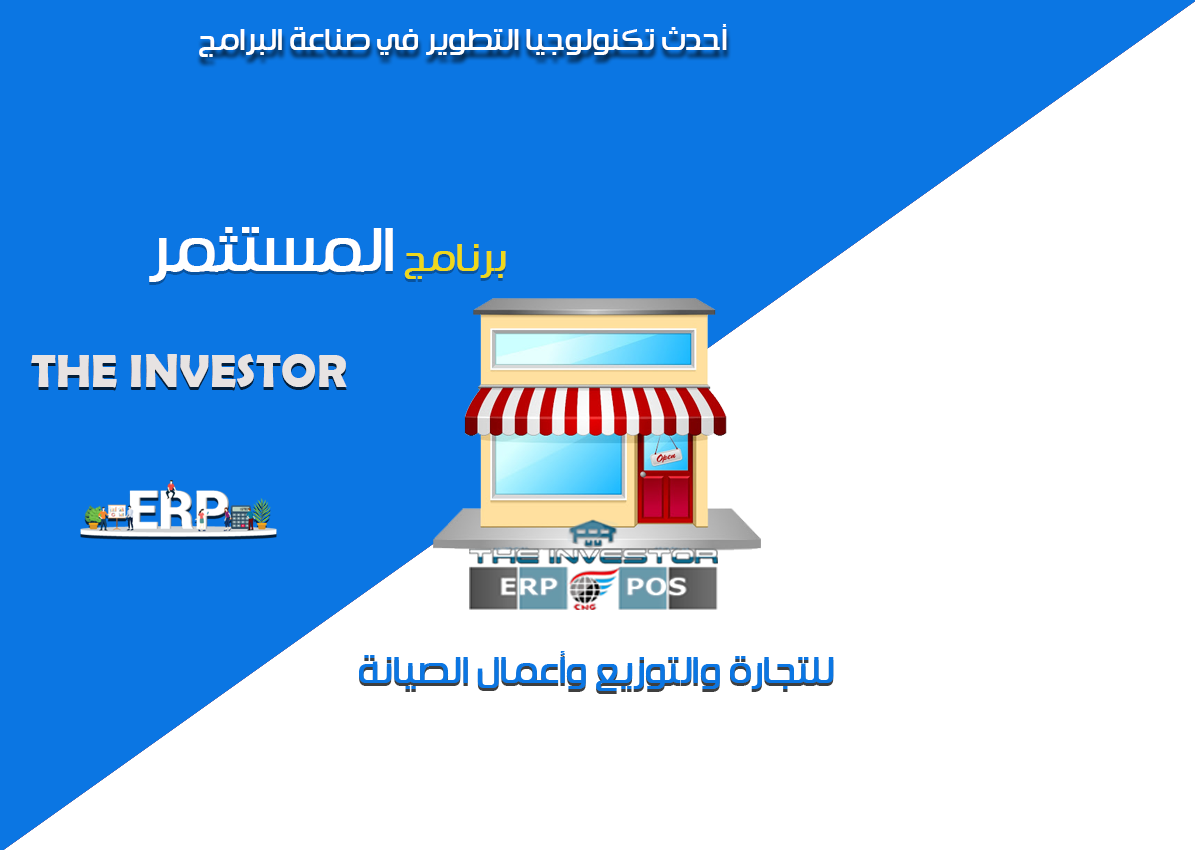 أحدث تكنولوجيا التطوير في صناعة البرامج
برنامج المستثمر
THE INVESTOR
Open
ERP
THE INVESTOR
ERP POS
CNG
للتجارة والتوزيع وأعمال الصيانة